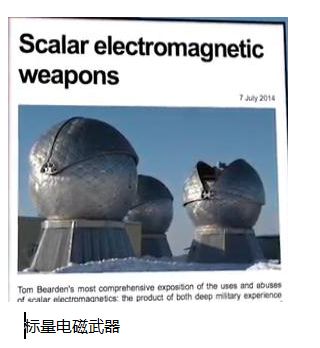 Scalar electromagnetic
weapons
7 July 2014
Tom Bearden's most comprehensive exposition of the uses and abuses
of scalar electromagnetics: the product of both deep military experience
标量电磁武器